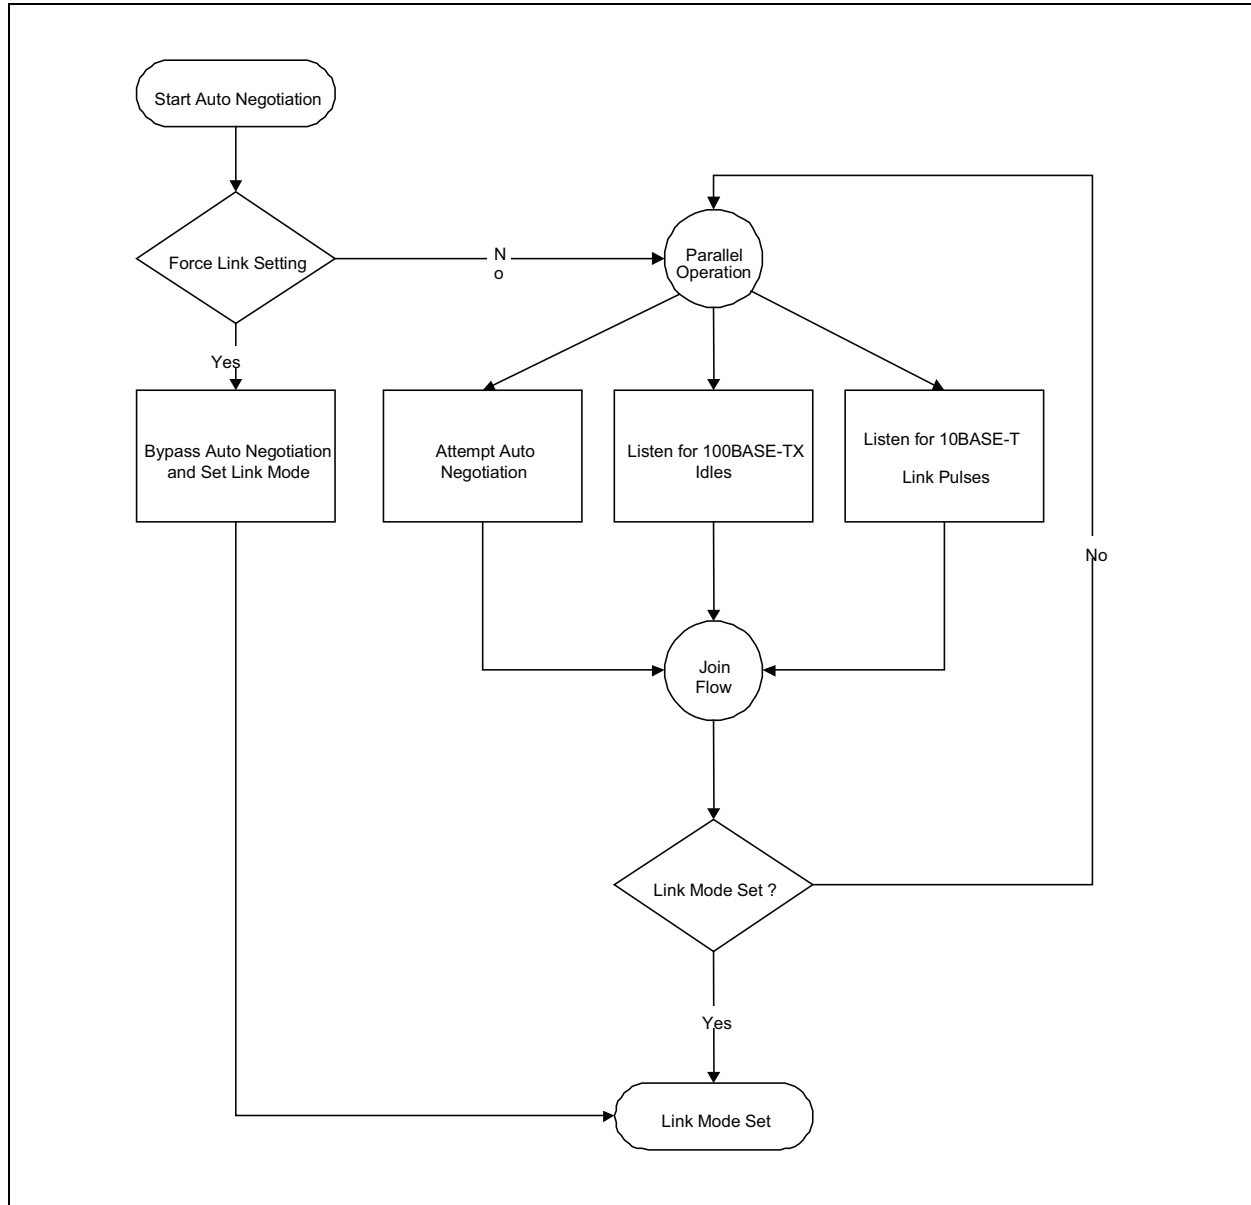 Start Auto Negotiation
Force Link Setting
N
o
Parallel
Operation
Yes
Bypass Auto Negotiation
and Set Link Mode
Attempt Auto
Negotiation
Listen for 100BASE-TX
Idles
Listen for 10BASE-T
Link Pulses
No
Join
Flow
Link Mode Set ?
Yes
Link Mode Set